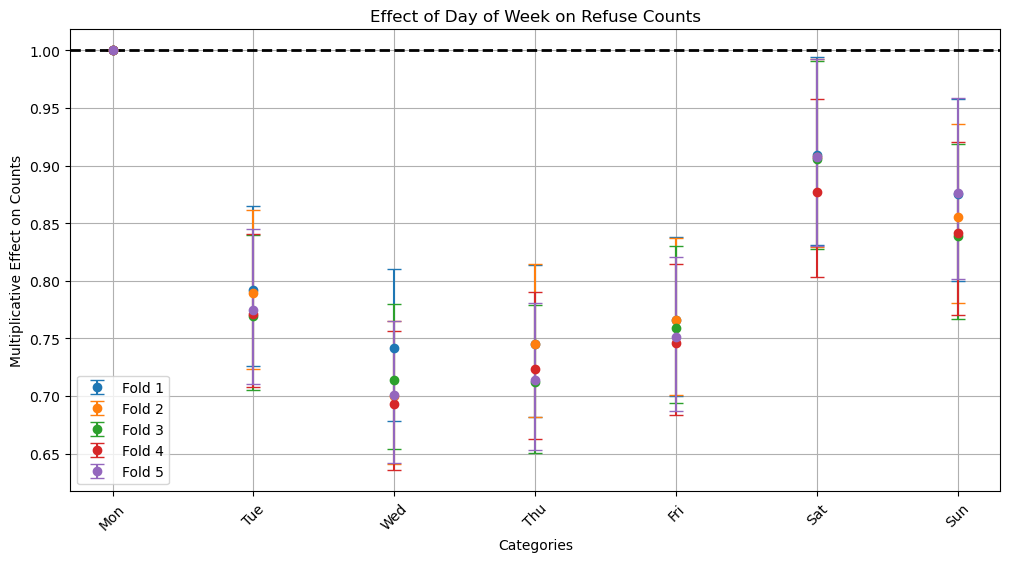 Effect of Day of Week on Refuse Counts
Multiplicative Effect on Counts
1.00
0.95
0.90
0.85
0.80
0.75
0.70
0.65
Fold 1
Fold 2
Fold 3
Fold 4
Fold 5
Mon
Tue
Wed
Thu
Fri
Sat
Sun
Categories